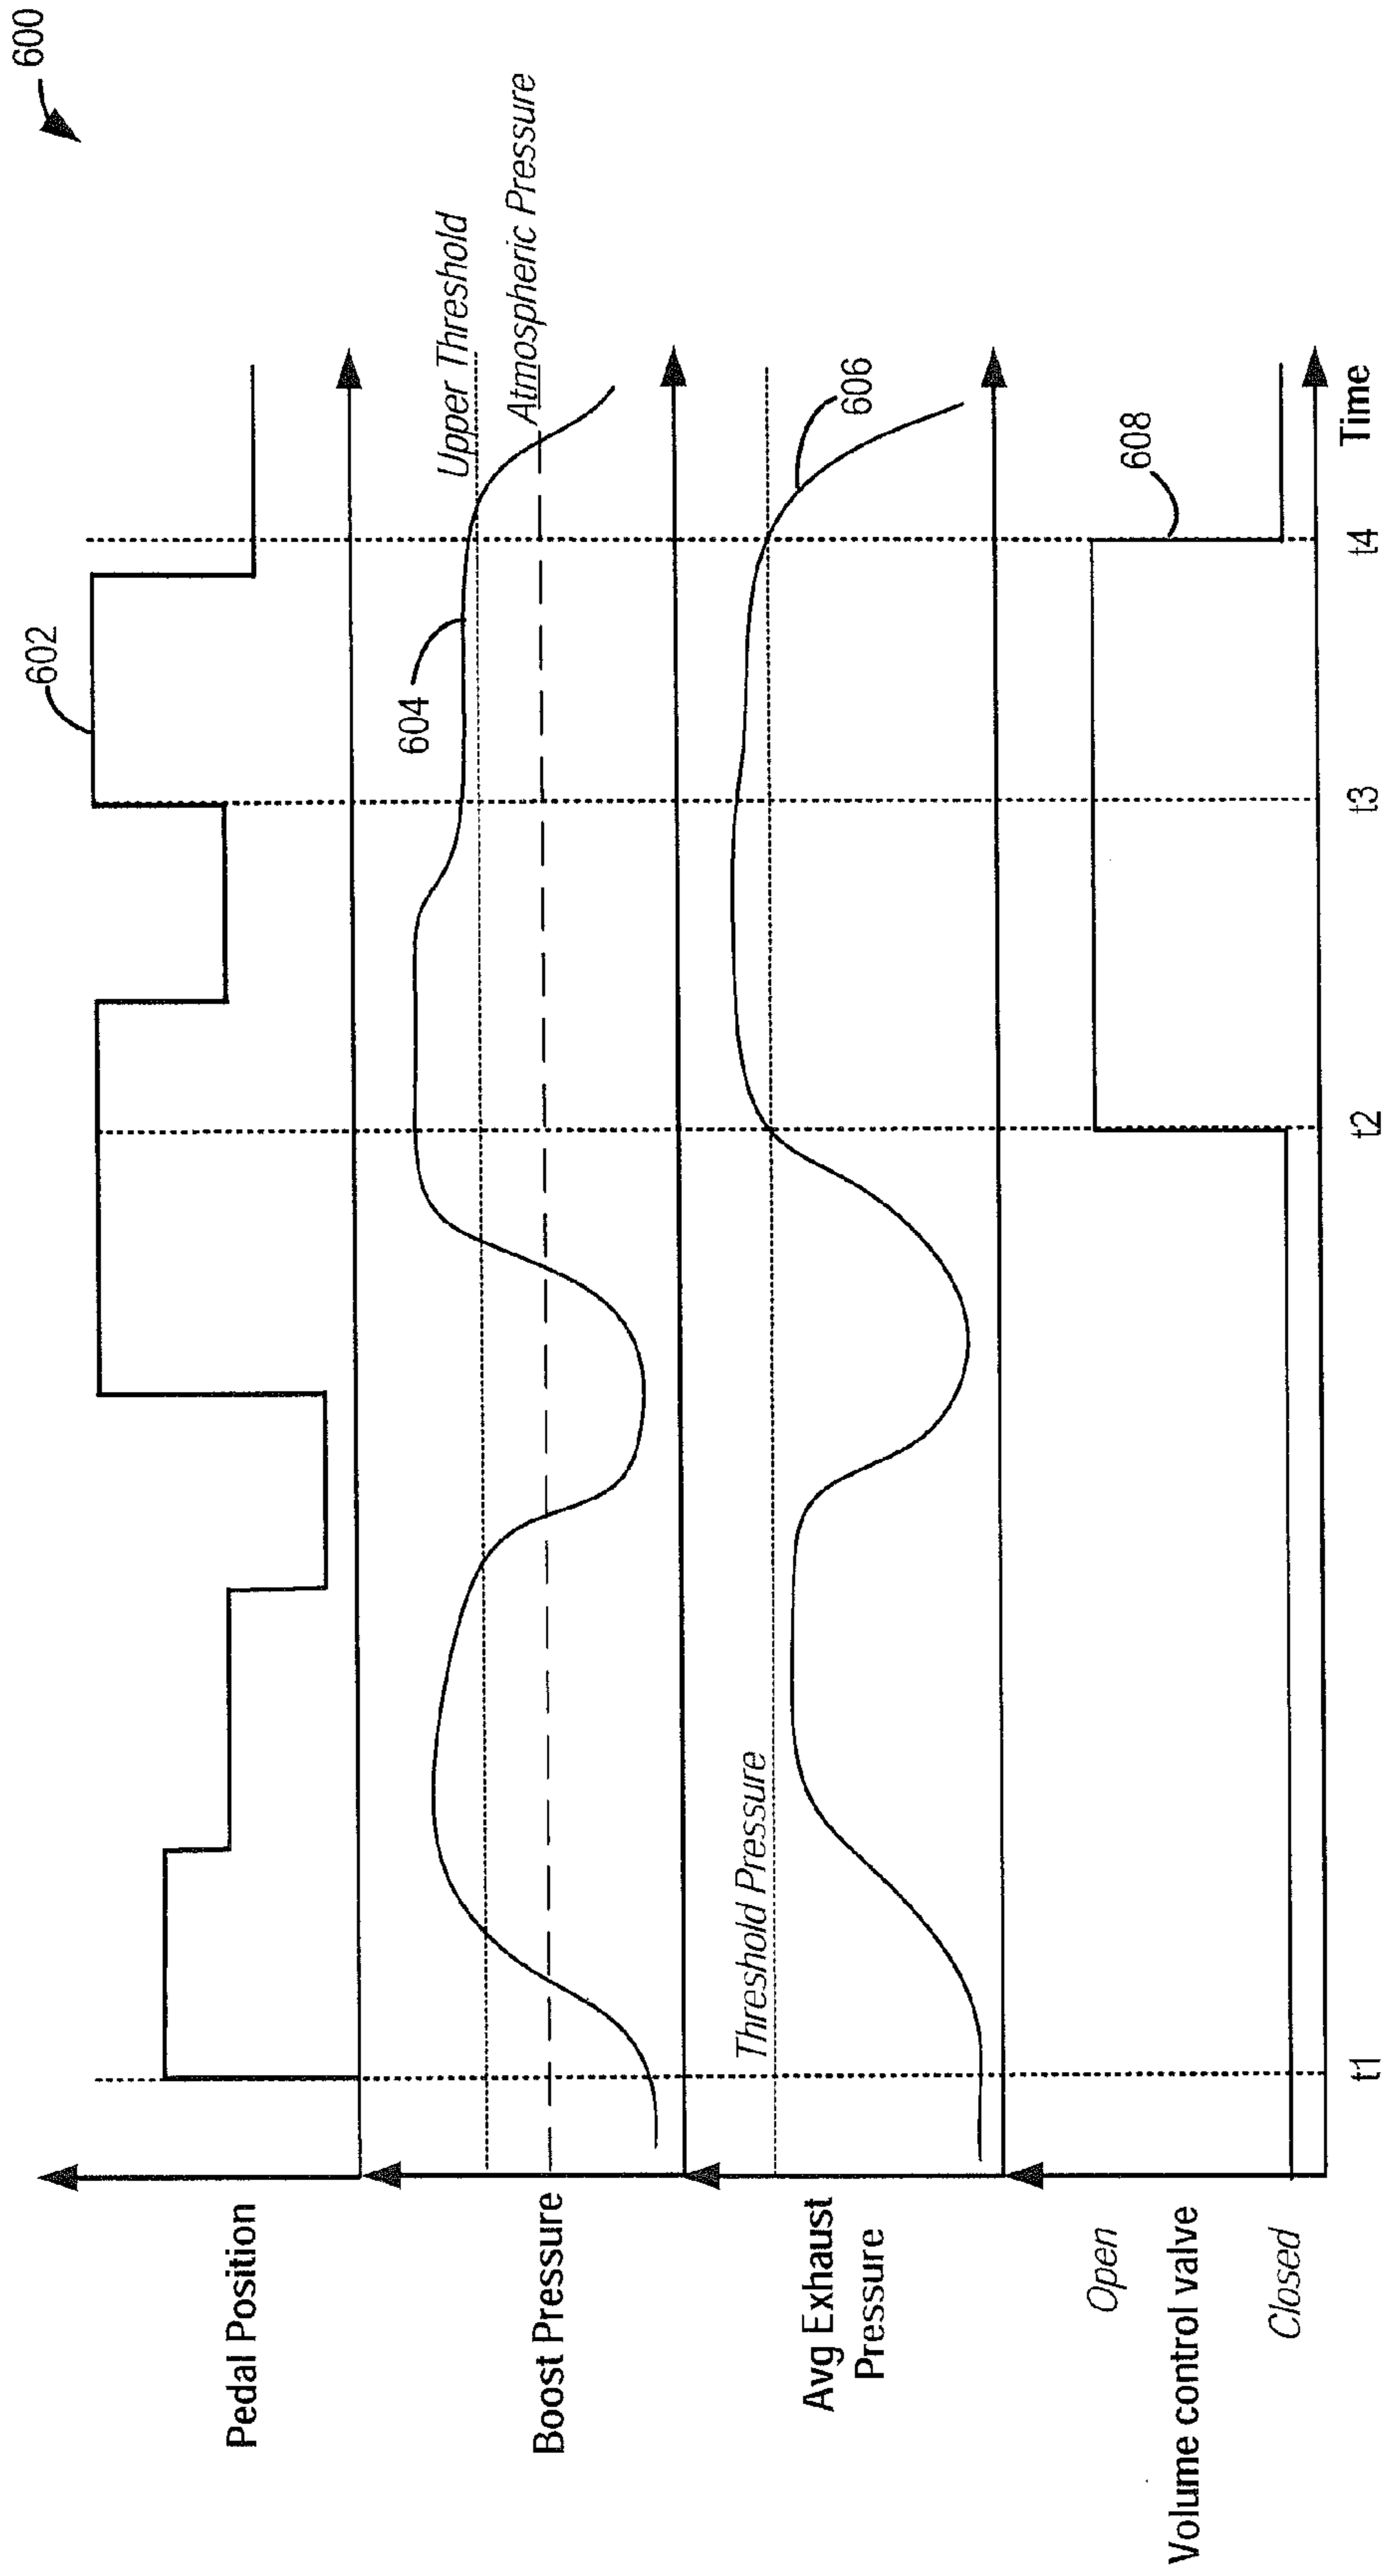 600
602
Pedal Position
Upper Threshold
Atmospheric Pressure
604
Boost Pressure
Threshold Pressure
606
Avg Exhaust
Pressure
608
Open
Volume control valve
Closed
t1
t2
t3
t4
Time